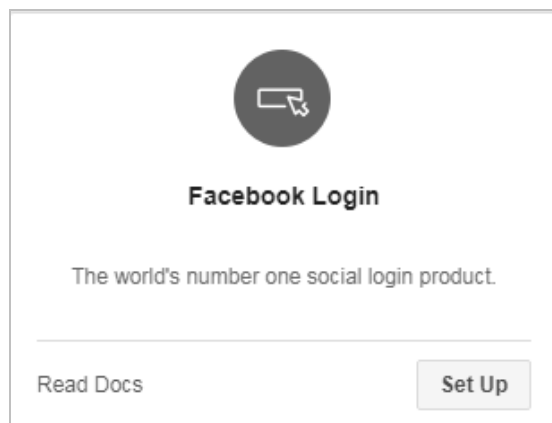 Facebook Login
The world's number one social login product.
Read Docs
Set Up